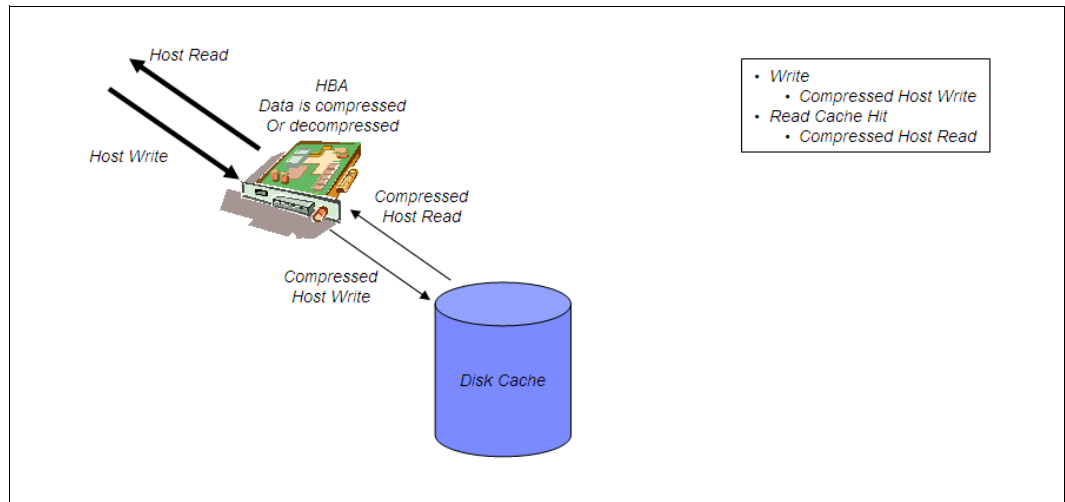 Host Read
HBA
Data is compressed
Or decompressed
Host Write
Compressed
Host Read
Compressed
Host Write
Disk Cache
• Write
• Compressed Host Write
• Read Cache Hit
• Compressed Host Read